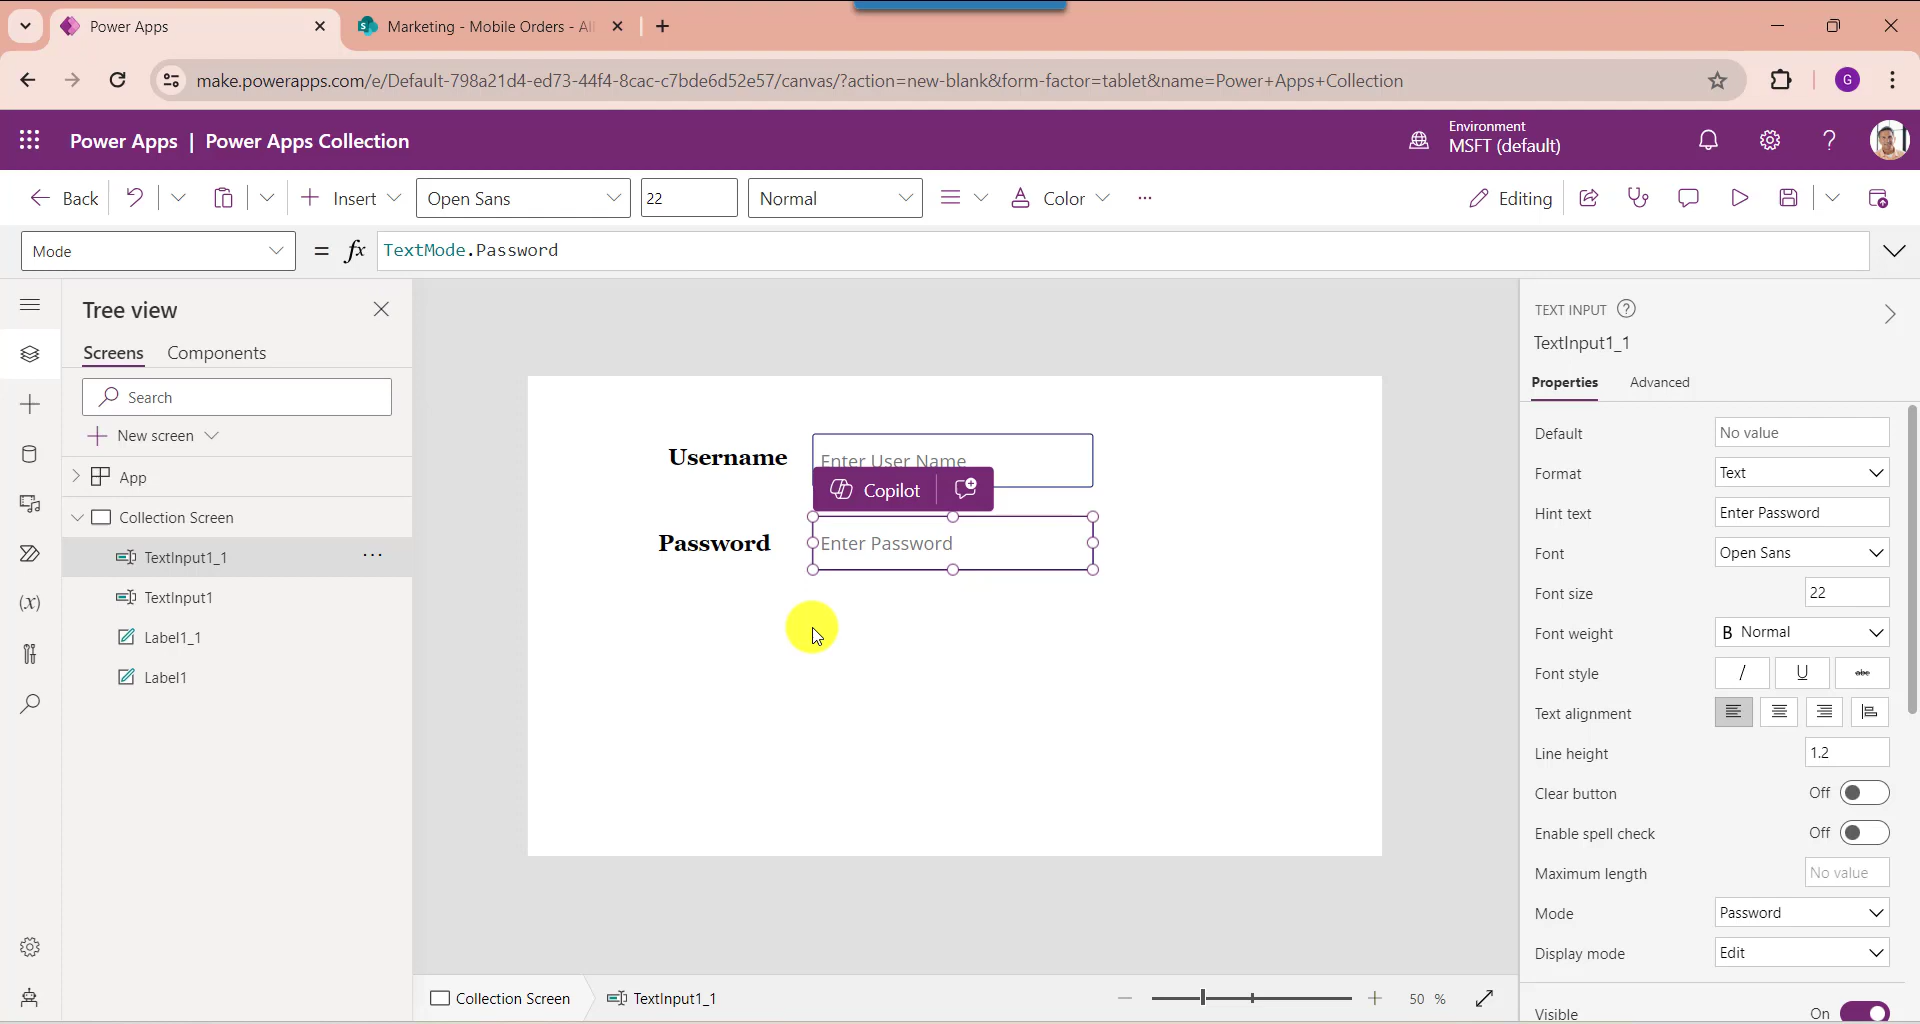 Power Apps
Marketing - Mobile Orders - Al
make.powerapps.com/e/Default-798a21d4-ed73-44f4-8cac-c7bde6d52e57/canvas/?action=new-blank&form-factor=tablet&name=Power+Apps+Collection
G
Power Apps | Power Apps Collection
Environment
MSFT (default)
Back
Insert
Open Sans
22
Normal
Color
Editing
Mode
= fx
TextMode.Password
Tree view
Screens
Components
Search
New screen
App
Collection Screen
TextInput1_1
TextInput1
Label1_1
Label1
Username
Enter User Name
Copilot
Password
Enter Password
Collection Screen
TextInput1_1
50 %
TEXT INPUT
TextInput1_1
Properties
Advanced
Default
No value
Format
Text
Hint text
Enter Password
Font
Open Sans
Font size
22
Font weight
B Normal
Font style
/ U abc
Text alignment
Line height
1.2
Clear button
Off
Enable spell check
Off
Maximum length
No value
Mode
Password
Display mode
Edit
Visible
On